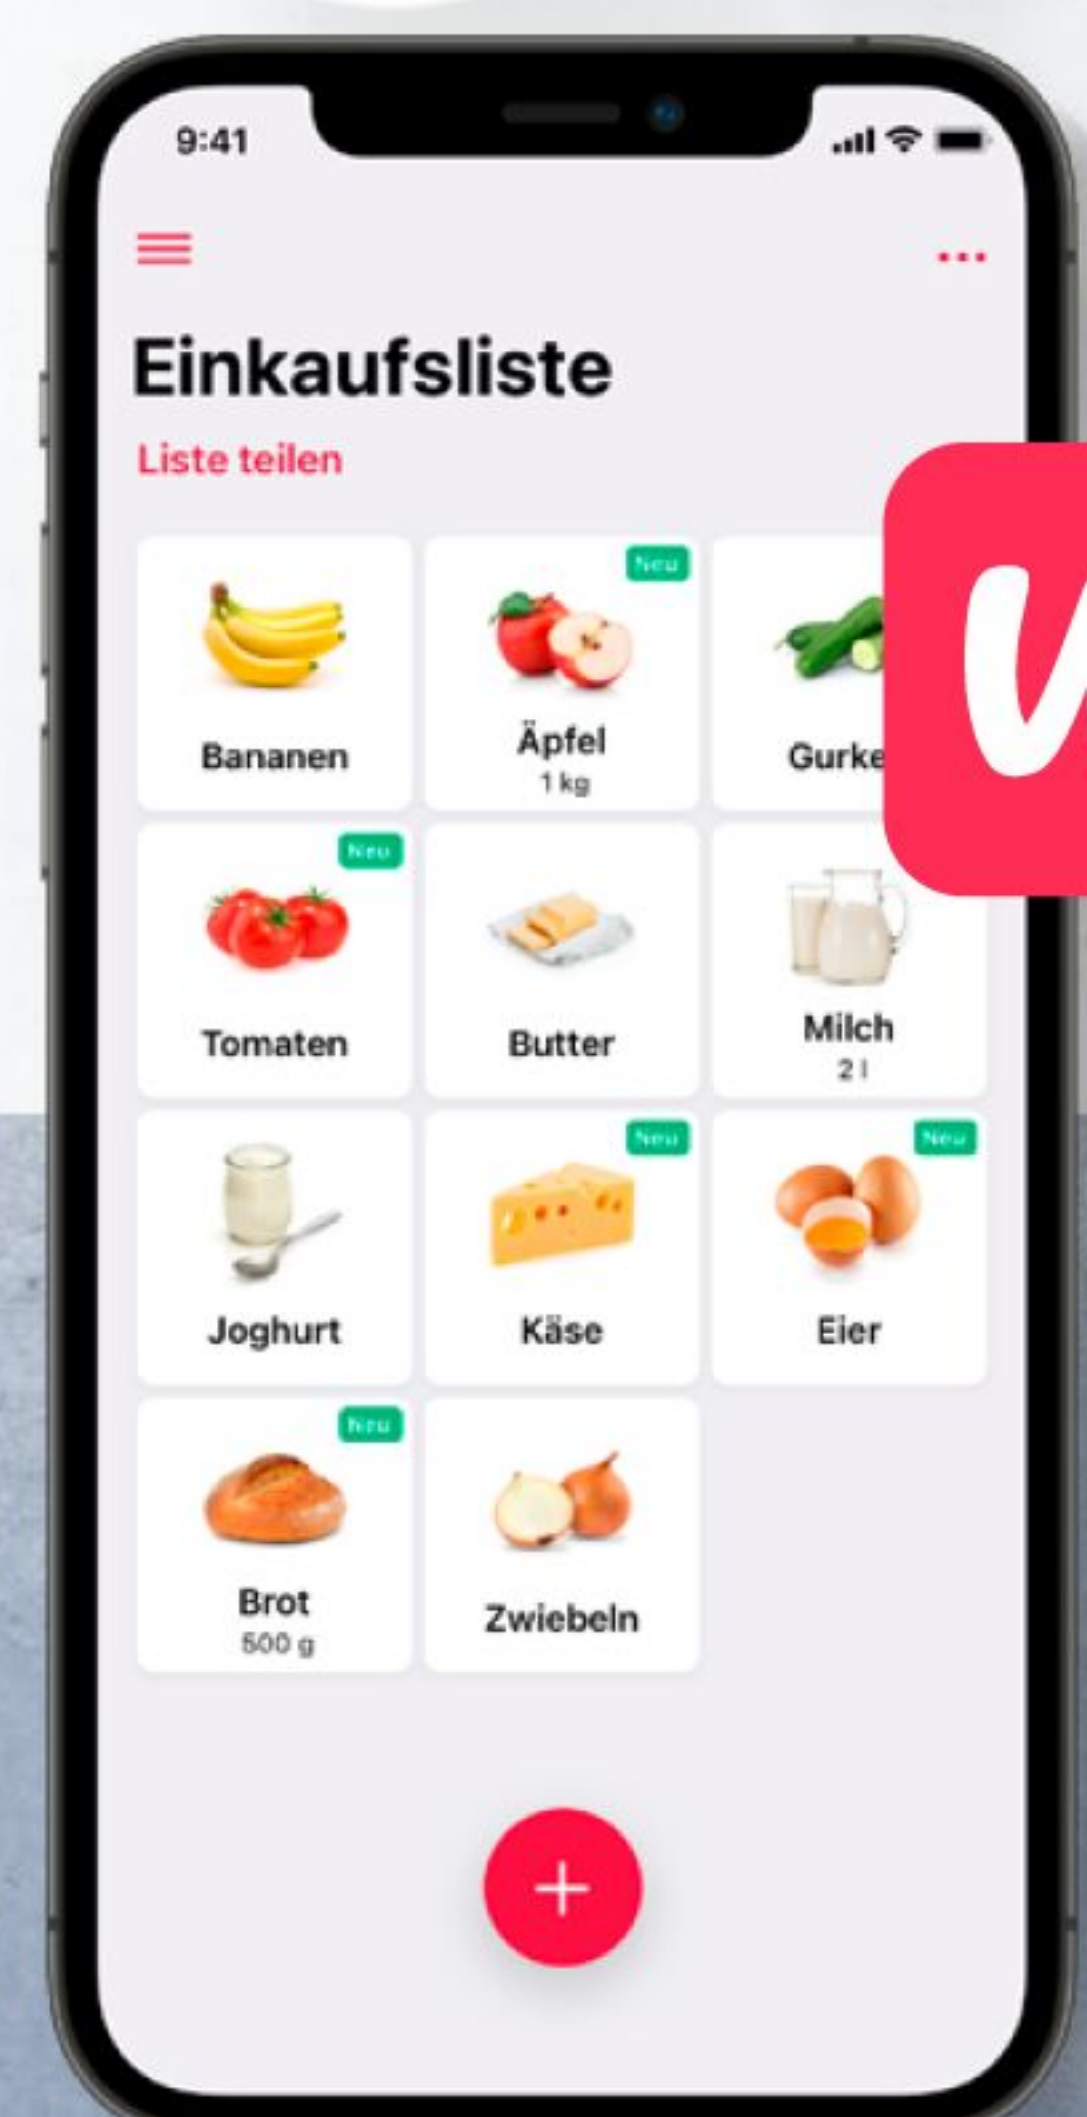 9:41
Einkaufsliste
Liste teilen
Neu
Bananen
Äpfel
1 kg
Gurke
Neu
Tomaten
Butter
Milch
2 l
Neu
Neu
Joghurt
Käse
Eier
Neu
Brot
500 g
Zwiebeln